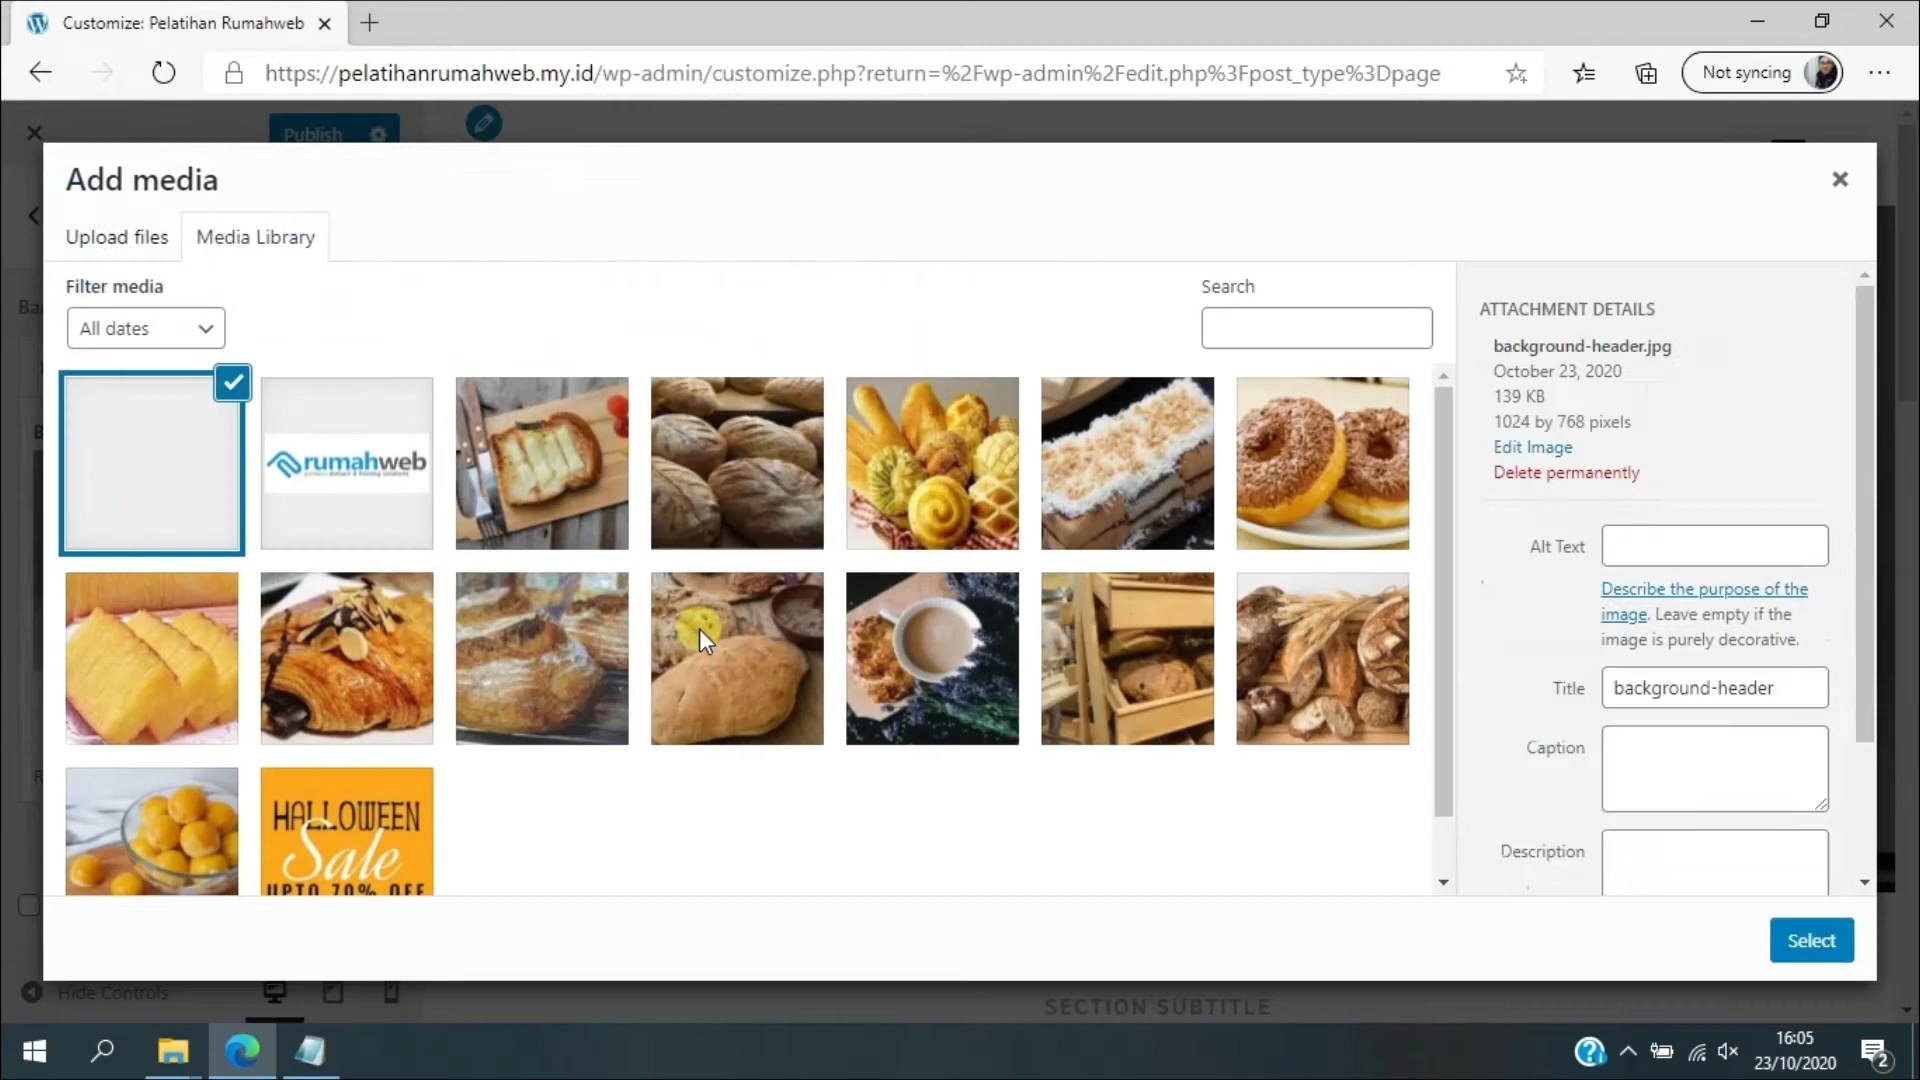 Customize: Pelatihan Rumahweb
https://pelatihanrumahweb.my.id/wp-admin/customize.php?return=%2Fwp-admin%2Fedit.php%3Fpost_type%3Dpage
Not syncing
Publish
Add media
Upload files
Media Library
Filter media
All dates
Search
ATTACHMENT DETAILS
background-header.jpg
October 23, 2020
139 KB
1024 by 768 pixels
Edit Image
Delete permanently
rumahweb
Alt Text
Describe the purpose of the
image. Leave empty if the
image is purely decorative.
Title
background-header
Caption
Description
HALLOWEEN
Sale
UPTO 70% OFF
Select
Hide Controls
SECTION SUBTITLE
16:05
23/10/2020
2